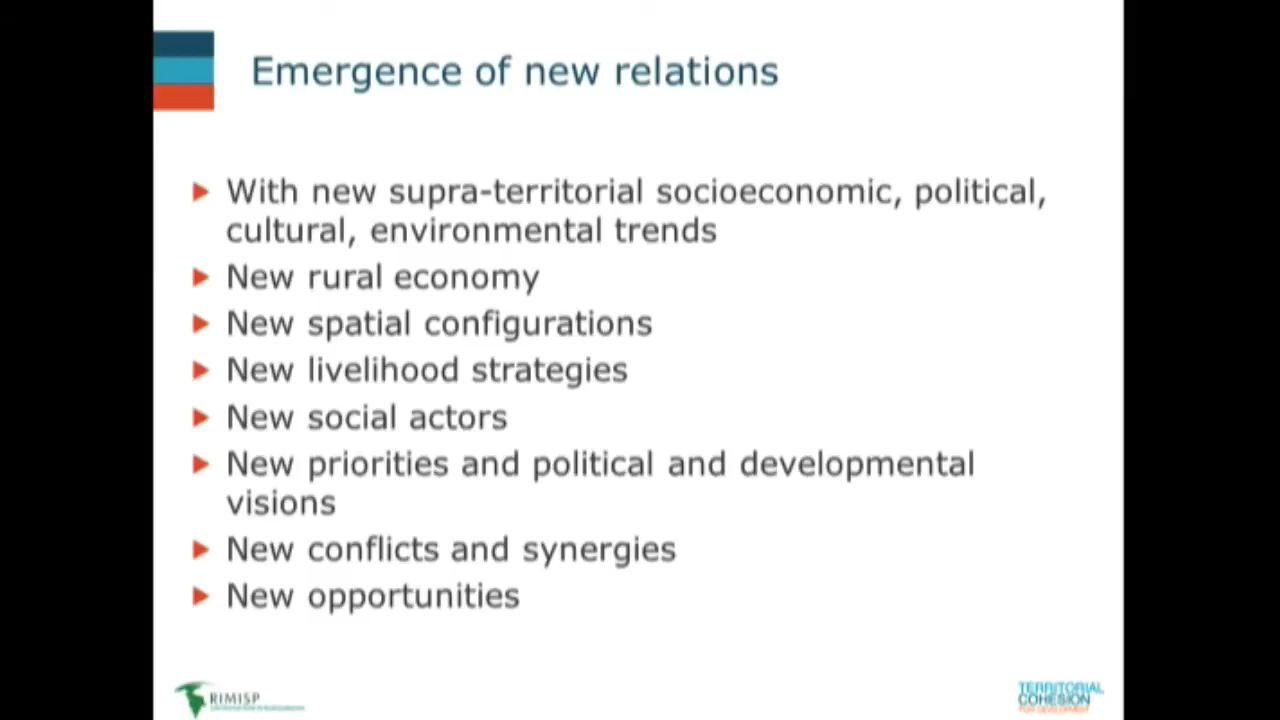 Emergence of new relations
With new supra-territorial socioeconomic, political,
cultural, environmental trends
New rural economy
New spatial configurations
New livelihood strategies
New social actors
New priorities and political and developmental
visions
New conflicts and synergies
New opportunities
RIMISP
TERRITORIAL
COHESION
FOR DEVELOPMENT